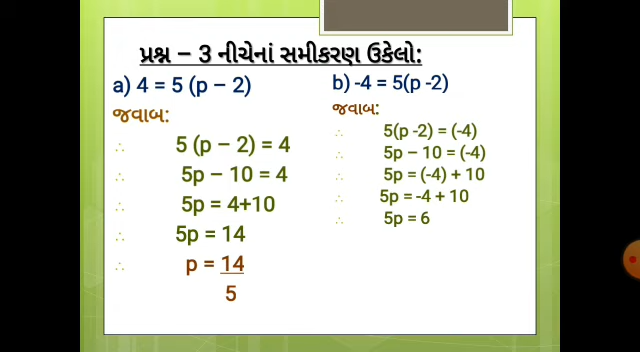 પ્રશ્ન – 3 નીચેનાં સમીકરણ ઉકેલો:
a) 4 = 5 (p – 2)
જવાબ:
∴ 5 (p – 2) = 4
∴ 5p – 10 = 4
∴ 5p = 4+10
∴ 5p = 14
∴ p = 14
5
b) -4 = 5(p -2)
જવાબ:
∴ 5(p -2) = (-4)
∴ 5p – 10 = (-4)
∴ 5p = (-4) + 10
∴ 5p = -4 + 10
∴ 5p = 6